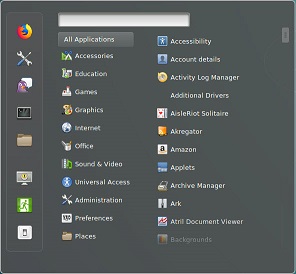 All Applications
Accessories
Education
Games
Graphics
Internet
Office
Sound & Video
Universal Access
Administration
Preferences
Places
Accessibility
Account details
Activity Log Manager
Additional Drivers
AisleRiot Solitaire
Akregator
Amazon
Applets
Archive Manager
Ark
Atril Document Viewer
Backgrounds